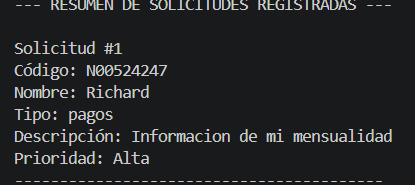 --- RESUMEN DE SOLICITUDES REGISTRADAS ---
Solicitud #1
Código: N00524247
Nombre: Richard
Tipo: pagos
Descripción: Informacion de mi mensualidad
Prioridad: Alta
-----------------------------------------